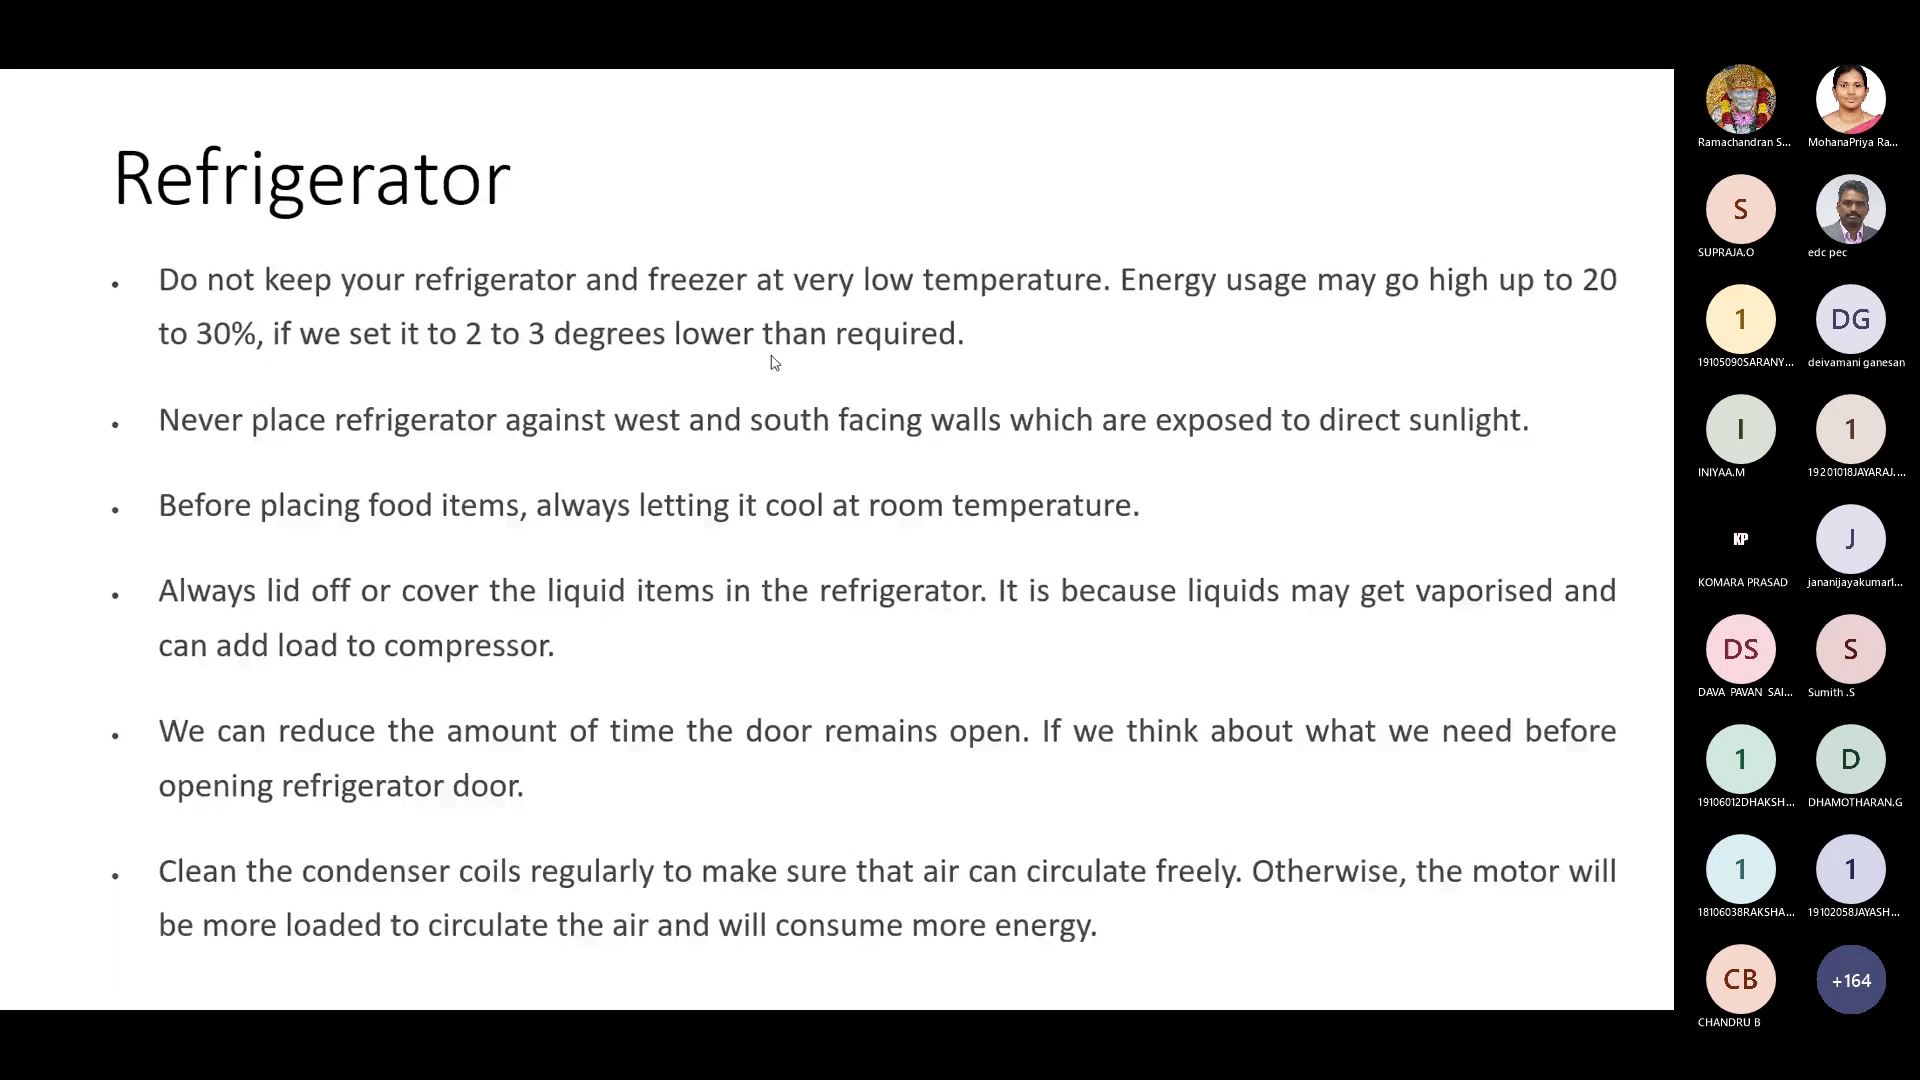 Refrigerator
• Do not keep your refrigerator and freezer at very low temperature. Energy usage may go high up to 20
to 30%, if we set it to 2 to 3 degrees lower than required.
• Never place refrigerator against west and south facing walls which are exposed to direct sunlight.
• Before placing food items, always letting it cool at room temperature.
• Always lid off or cover the liquid items in the refrigerator. It is because liquids may get vaporised and
can add load to compressor.
• We can reduce the amount of time the door remains open. If we think about what we need before
opening refrigerator door.
• Clean the condenser coils regularly to make sure that air can circulate freely. Otherwise, the motor will
be more loaded to circulate the air and will consume more energy.
Ramachandran S...
MohanaPriya Ra...
S
SUPRAJA.O
edc pec
1
19105090SARANY...
DG
deivamani ganesan
I
INIYAA.M
1
19201018JAYARAJ....
KP
KOMARA PRASAD
J
jananijayakumarl...
DS
DAVA PAVAN SAI...
S
Sumith .S
1
19106012DHAKSH...
D
DHAMOTHARAN.G
1
18106038RAKSHA...
1
19102058JAYASH...
CB
CHANDRU B
+164